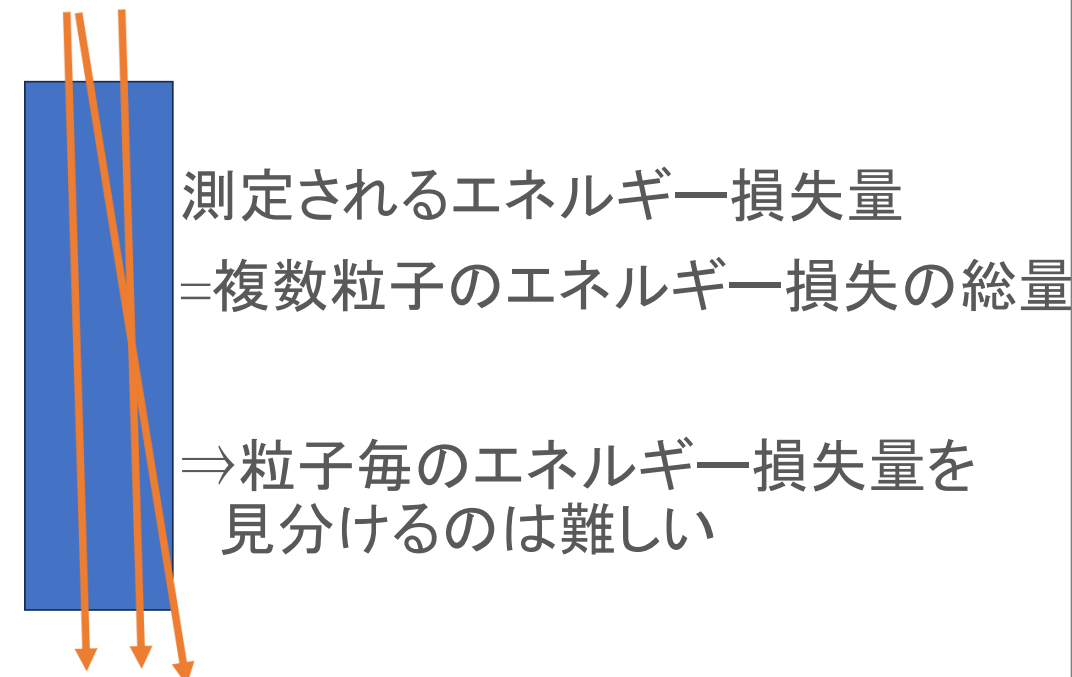 測定されるエネルギー損失量
=複数粒子のエネルギー損失の総量
⇒粒子毎のエネルギー損失量を
見分けるのは難しい